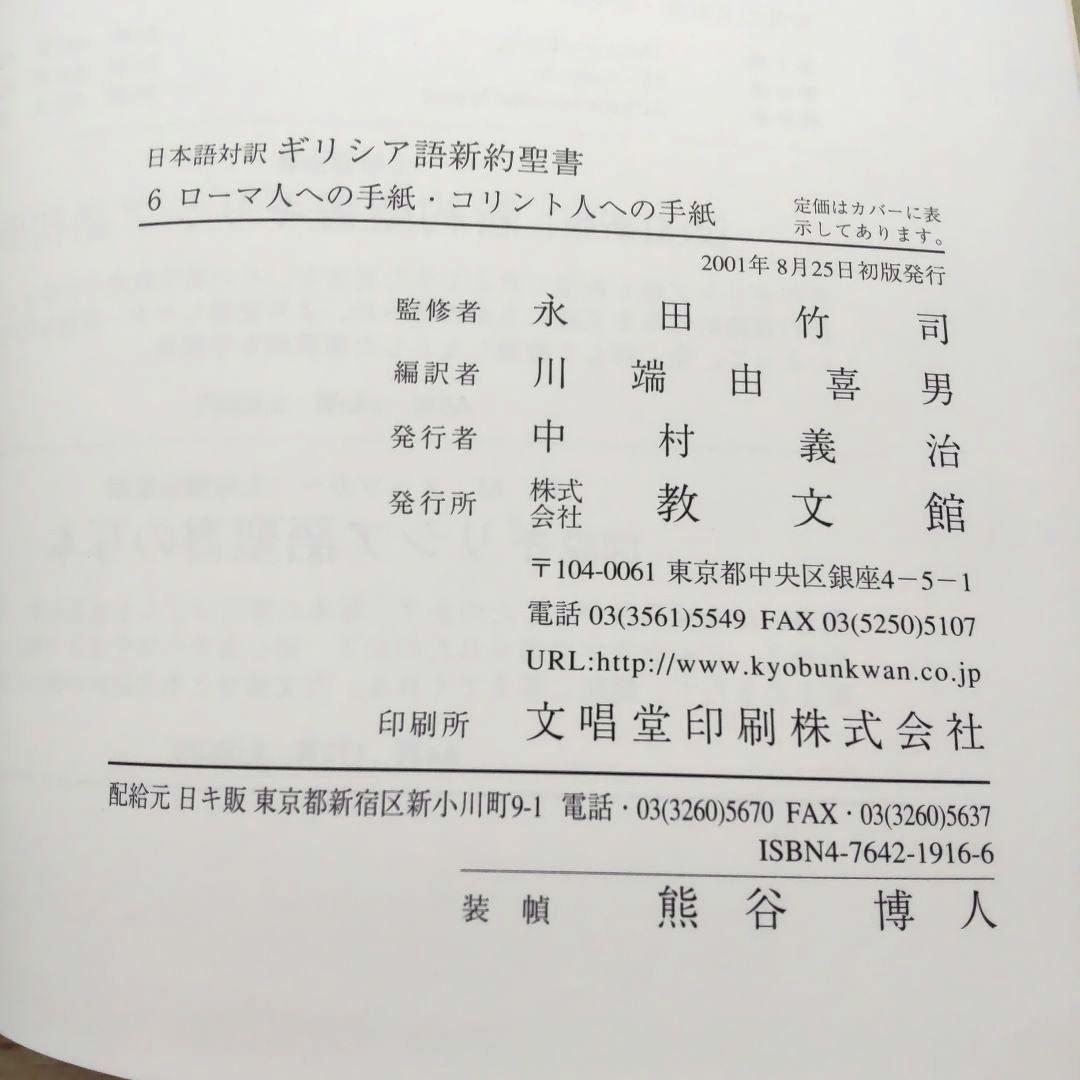 日本語対訳 ギリシア語新約聖書
6 ローマ人への手紙・コリント人への手紙
定価はカバーに表
示してあります。
2001年 8月25日初版発行
監修者 永田竹司
編訳者 川端由喜男
発行者 中村義治
発行所 株式会社 教文館
〒104-0061 東京都中央区銀座4-5-1
電話 03(3561)5549 FAX 03(5250)5107
URL:http://www.kyobunkwan.co.jp
印刷所 文唱堂印刷株式会社
配給元 日キ販 東京都新宿区新小川町9-1 電話・03(3260)5670 FAX・03(3260)5637
ISBN4-7642-1916-6
装幀 熊谷博人